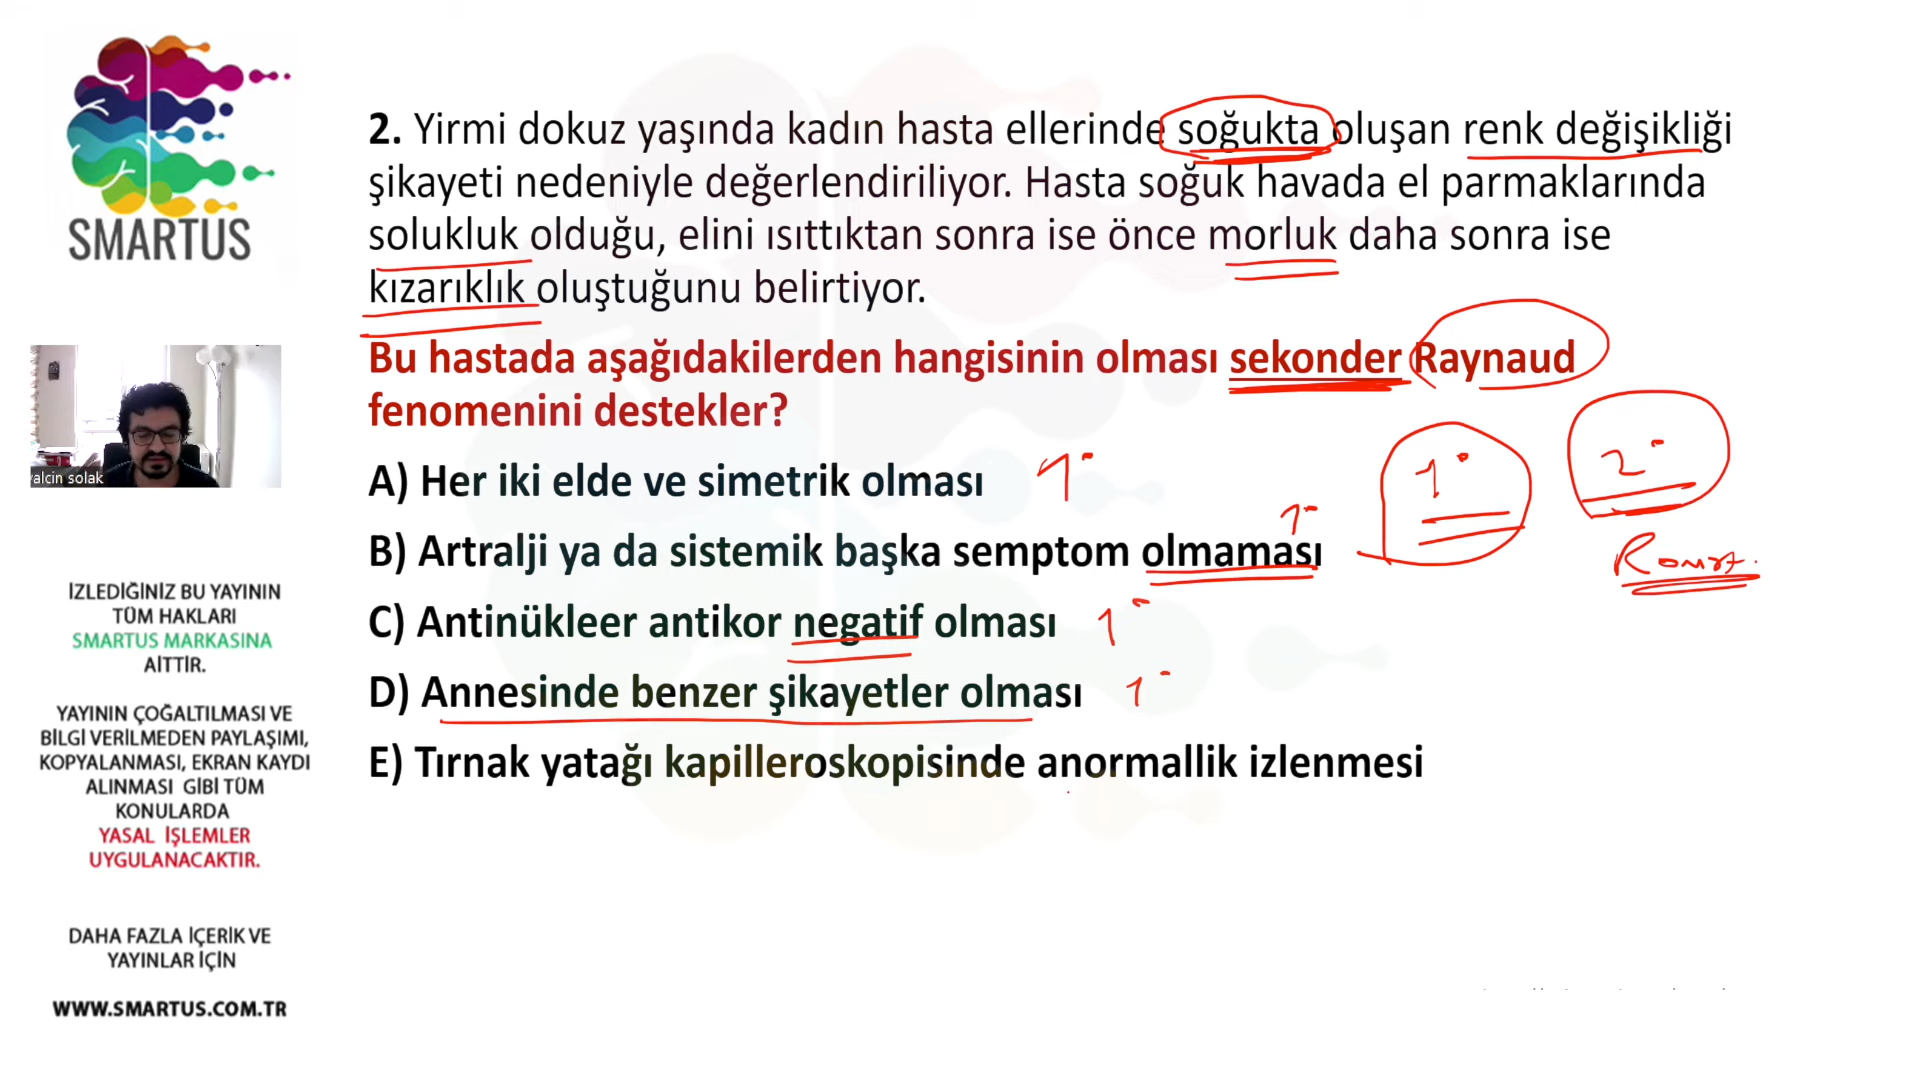 SMARTUS
2. Yirmi dokuz yaşında kadın hasta ellerinde soğukta oluşan renk değişikliği
şikayeti nedeniyle değerlendiriliyor. Hasta soğuk havada el parmaklarında
solukluk olduğu, elini ısıttıktan sonra ise önce morluk daha sonra ise
kızarıklık oluştuğunu belirtiyor.
Bu hastada aşağıdakilerden hangisinin olması sekonder Raynaud
fenomenini destekler?
1° 2°
A) Her iki elde ve simetrik olması 1°
B) Artralji ya da sistemik başka semptom olmaması 1°
C) Antinükleer antikor negatif olması 1°
D) Annesinde benzer şikayetler olması 1°
E) Tırnak yatağı kapilleroskopisinde anormallik izlenmesi
alcin solak
İZLEDİĞİNİZ BU YAYININ
TÜM HAKLARI
SMARTUS MARKASINA
AİTTİR.
YAYININ ÇOĞALTILMASI VE
BİLGİ VERİLMEDEN PAYLAŞIMI,
KOPYALANMASI, EKRAN KAYDI
ALINMASI GİBİ TÜM
KONULARDA
YASAL İŞLEMLER
UYGULANACAKTIR.
DAHA FAZLA İÇERİK VE
YAYINLAR İÇİN
WWW.SMARTUS.COM.TR